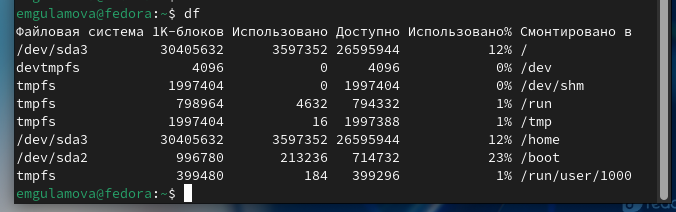 emgulamova@fedora:~$ df
Файловая система 1K-блоков Использовано Доступно Использовано% Смонтировано в
/dev/sda3 30405632 3597352 26595944 12% /
devtmpfs 4096 0 4096 0% /dev
tmpfs 1997404 0 1997404 0% /dev/shm
tmpfs 798964 4632 794332 1% /run
tmpfs 1997404 16 1997388 1% /tmp
/dev/sda3 30405632 3597352 26595944 12% /home
/dev/sda2 996780 213236 714732 23% /boot
tmpfs 399480 184 399296 1% /run/user/1000
emgulamova@fedora:~$